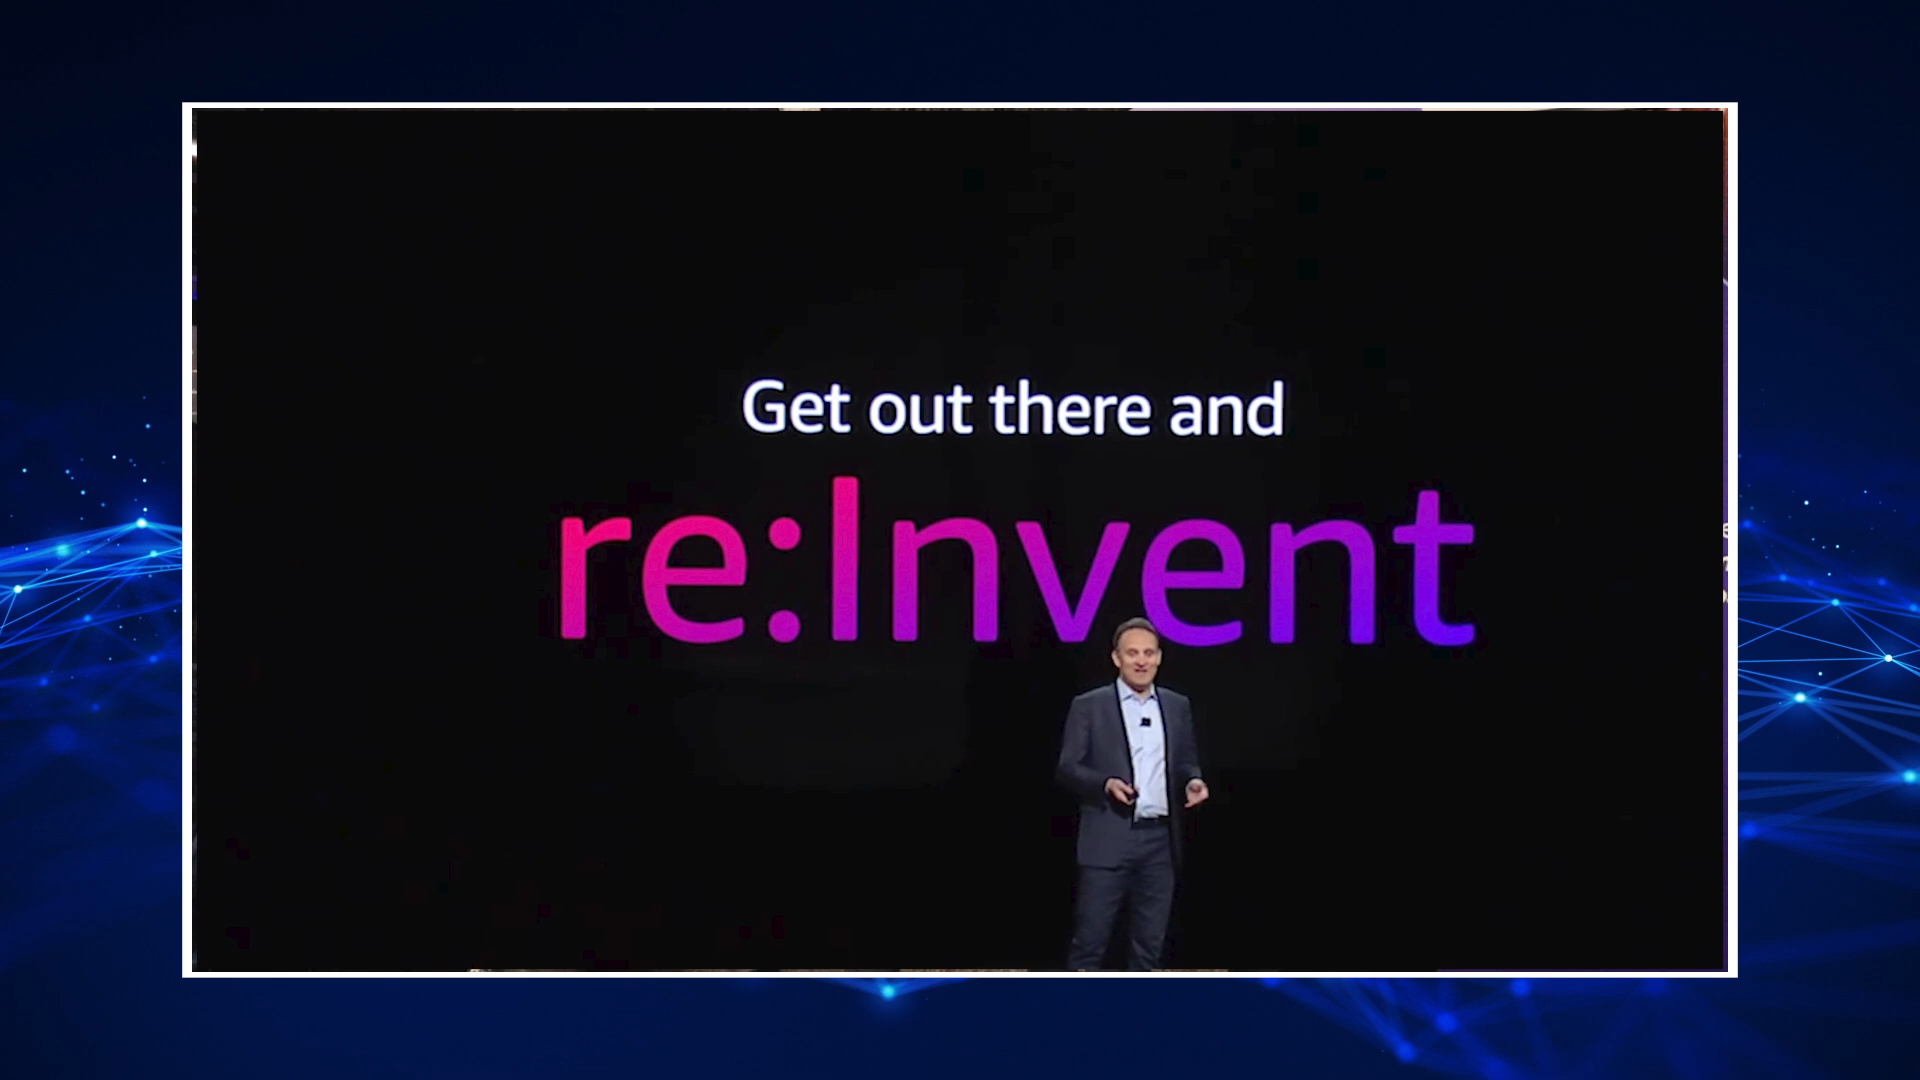 Get out there and
re:Invent